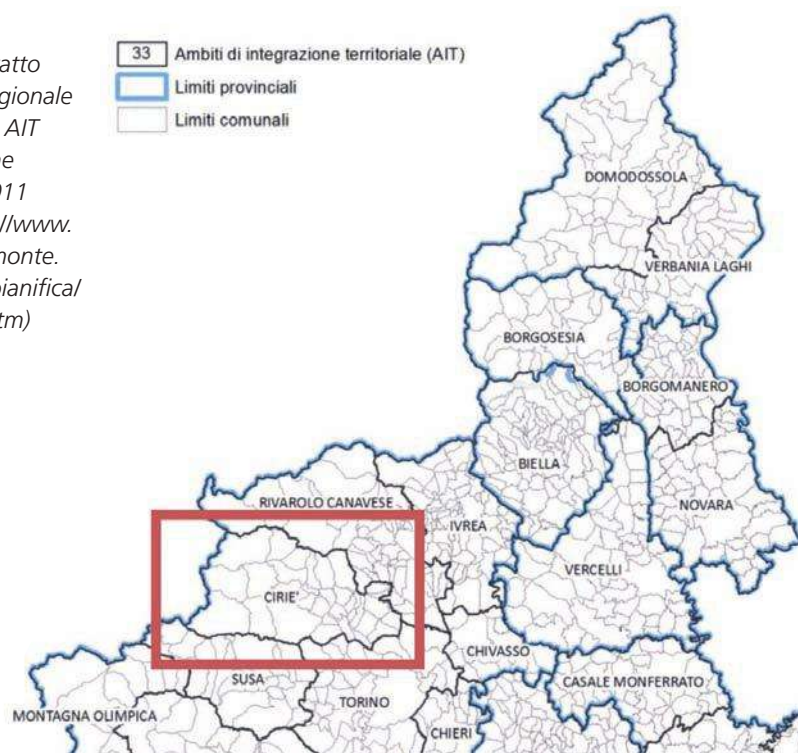 atto
gionale
AIT
ne
011
//www.
monte.
pianifica/
tm)
33 Ambiti di integrazione territoriale (AIT)
Limiti provinciali
Limiti comunali
DOMODOSSOLA
VERBANIA LAGHI
BORGOSESIA
BORGOMANERO
BIELLA
NOVARA
RIVAROLO CANAVESE
IVREA
VERCELLI
CIRIE'
CHIVASSO
SUSA
CASALE MONFERRATO
TORINO
MONTAGNA OLIMPICA
CHIERI